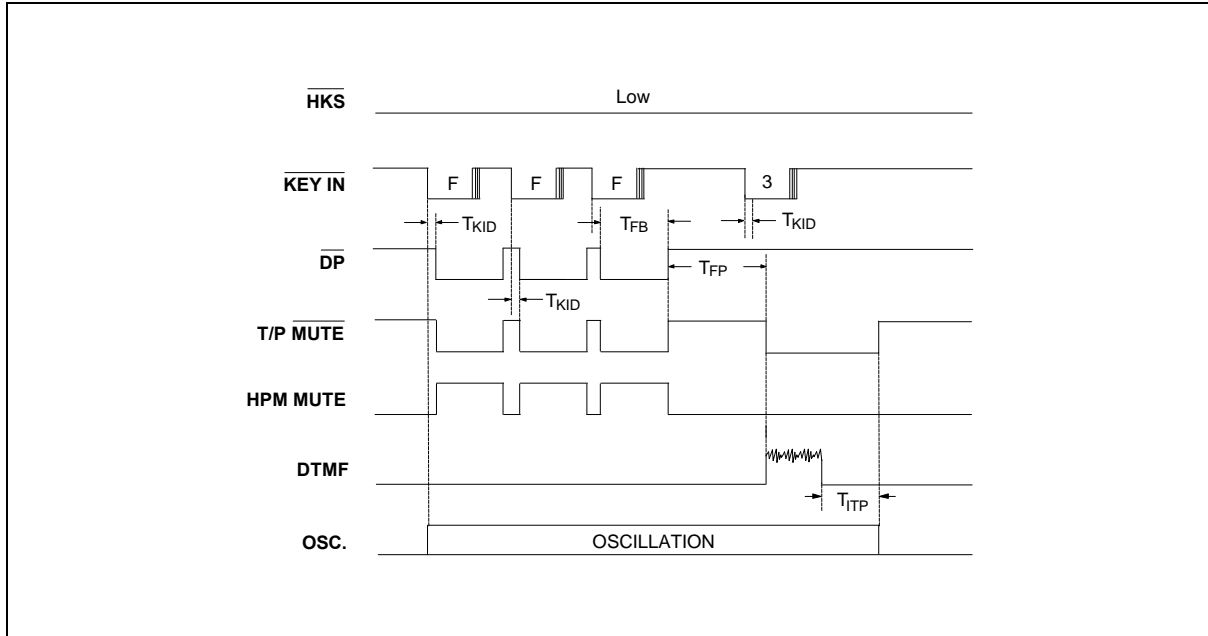 HKS Low
KEY IN F F F 3
TKID TFB TKID
DP
TFP
TKID
T/P MUTE
HPM MUTE
DTMF
TITP
OSC. OSCILLATION